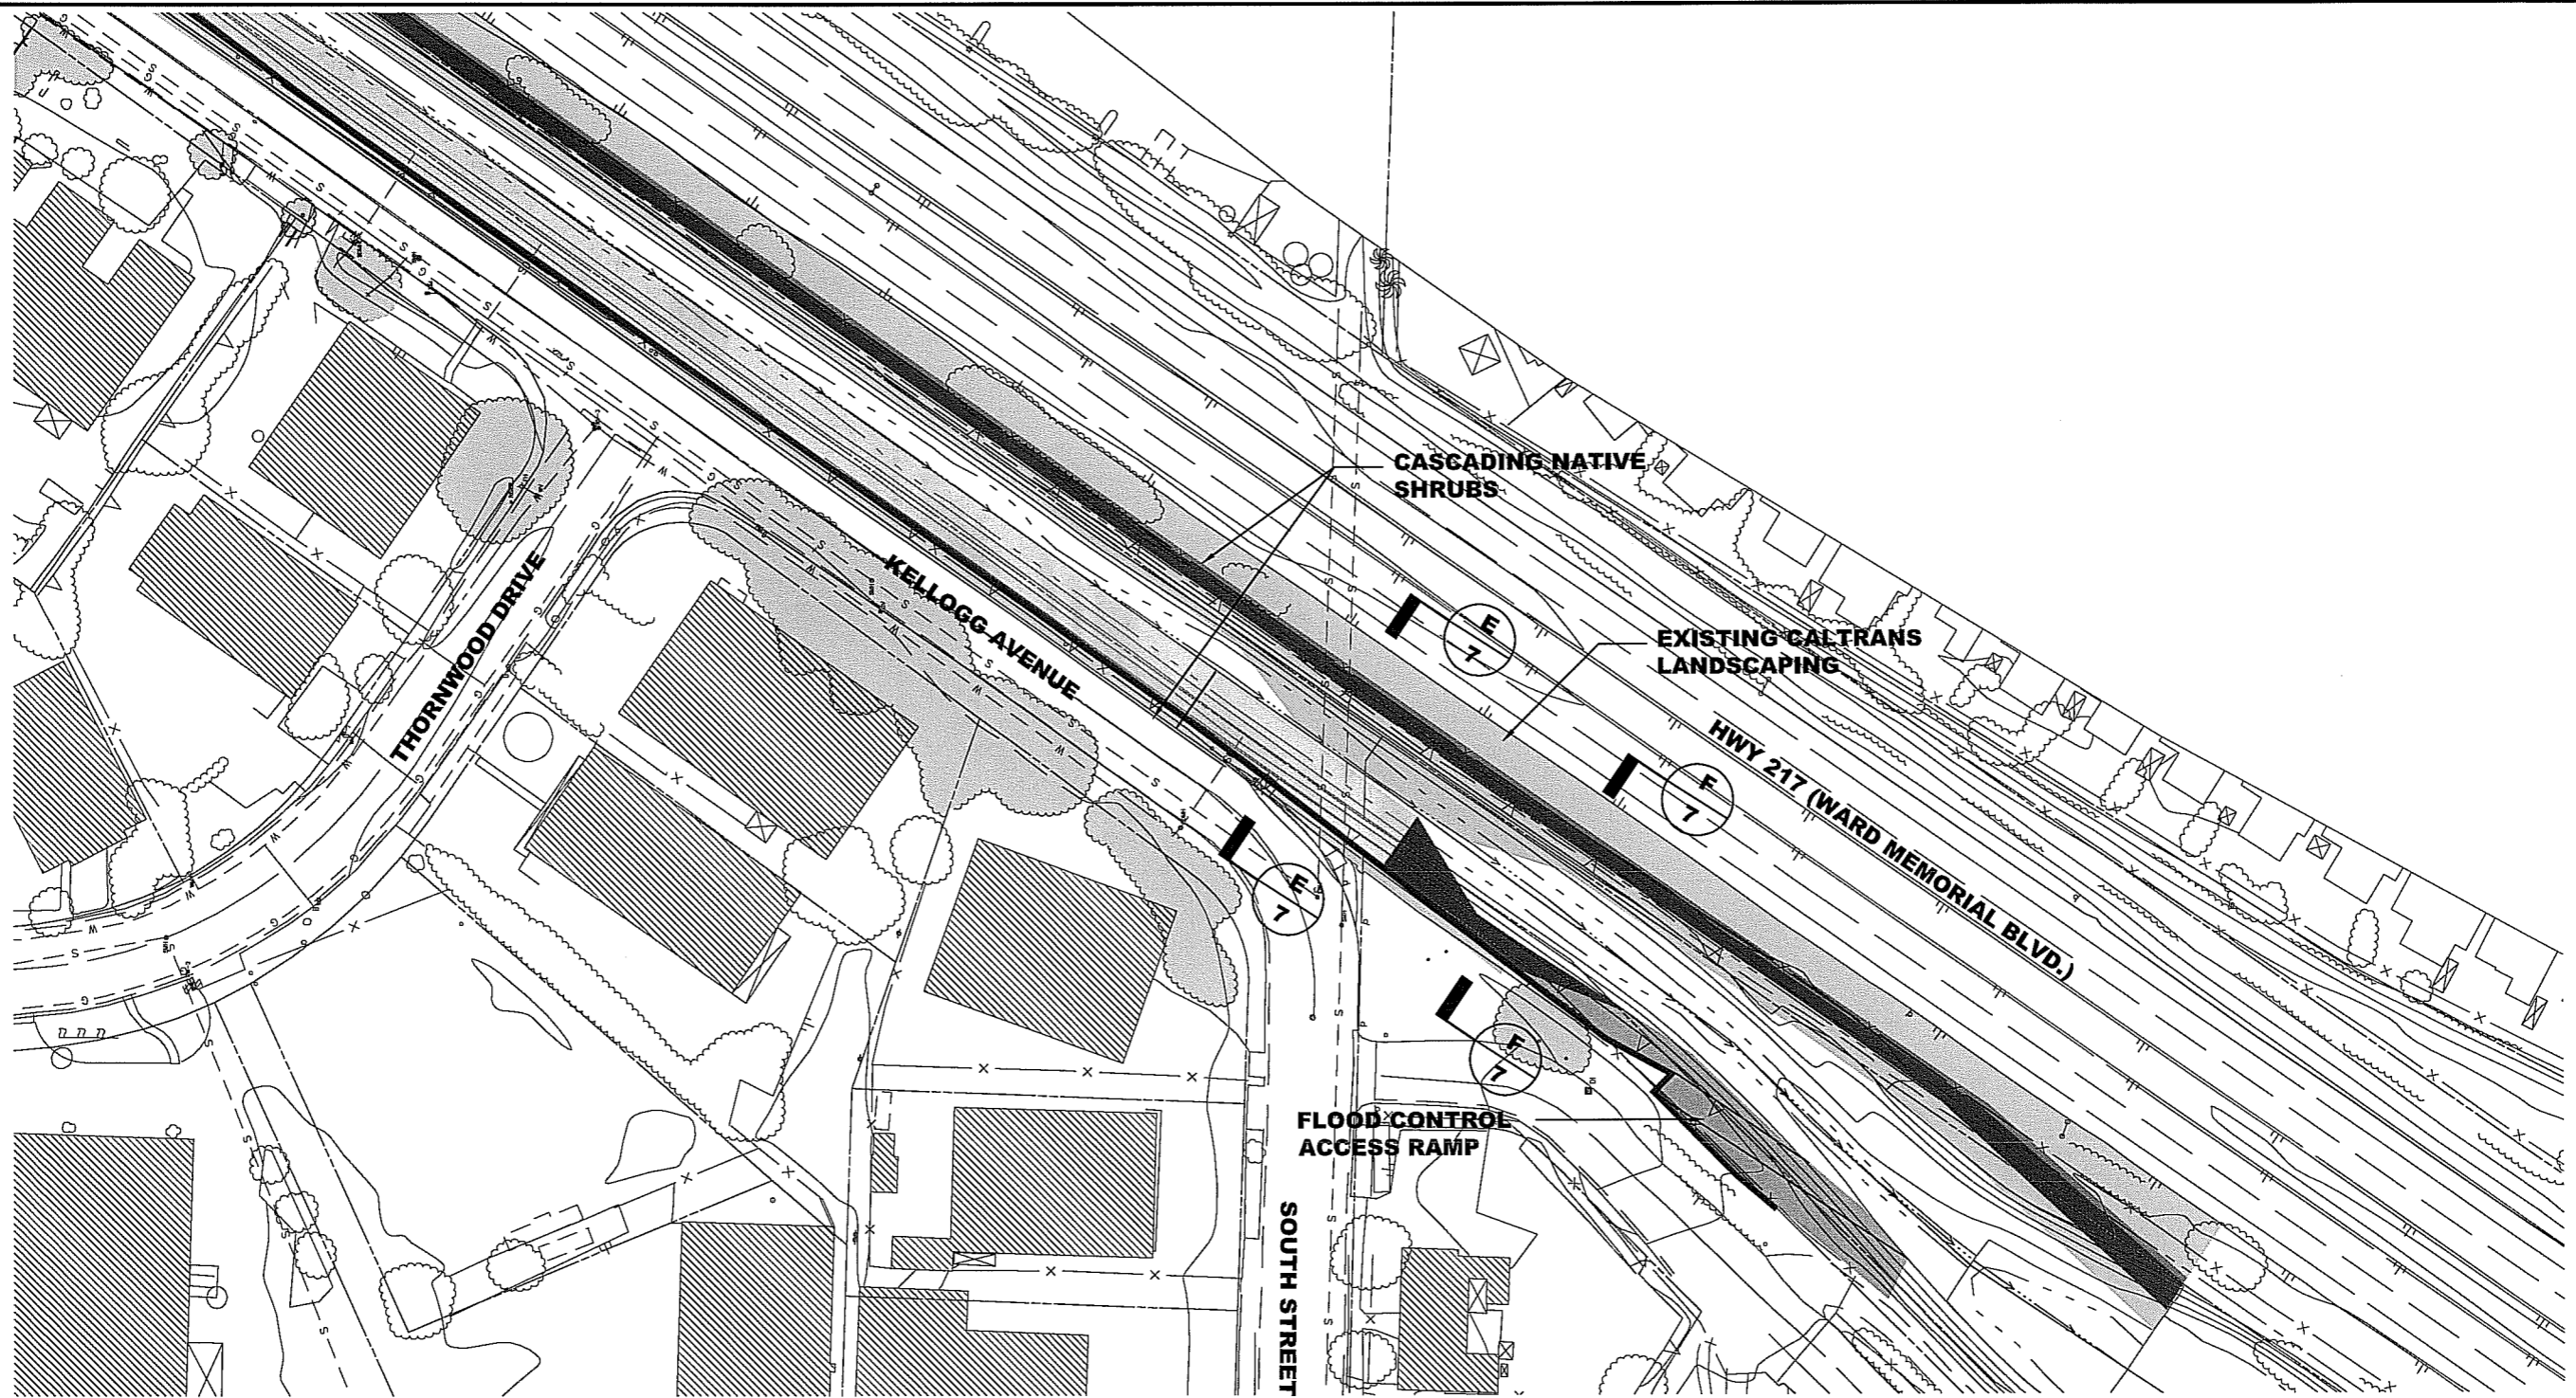 CASCADING NATIVE
SHRUBS
KELLOGG AVENUE
THORNWOOD DRIVE
E
7
EXISTING CALTRANS
LANDSCAPING
F
7
HWY 217 (WARD MEMORIAL BLVD.)
E
7
F
7
FLOOD CONTROL
ACCESS RAMP
SOUTH STREET